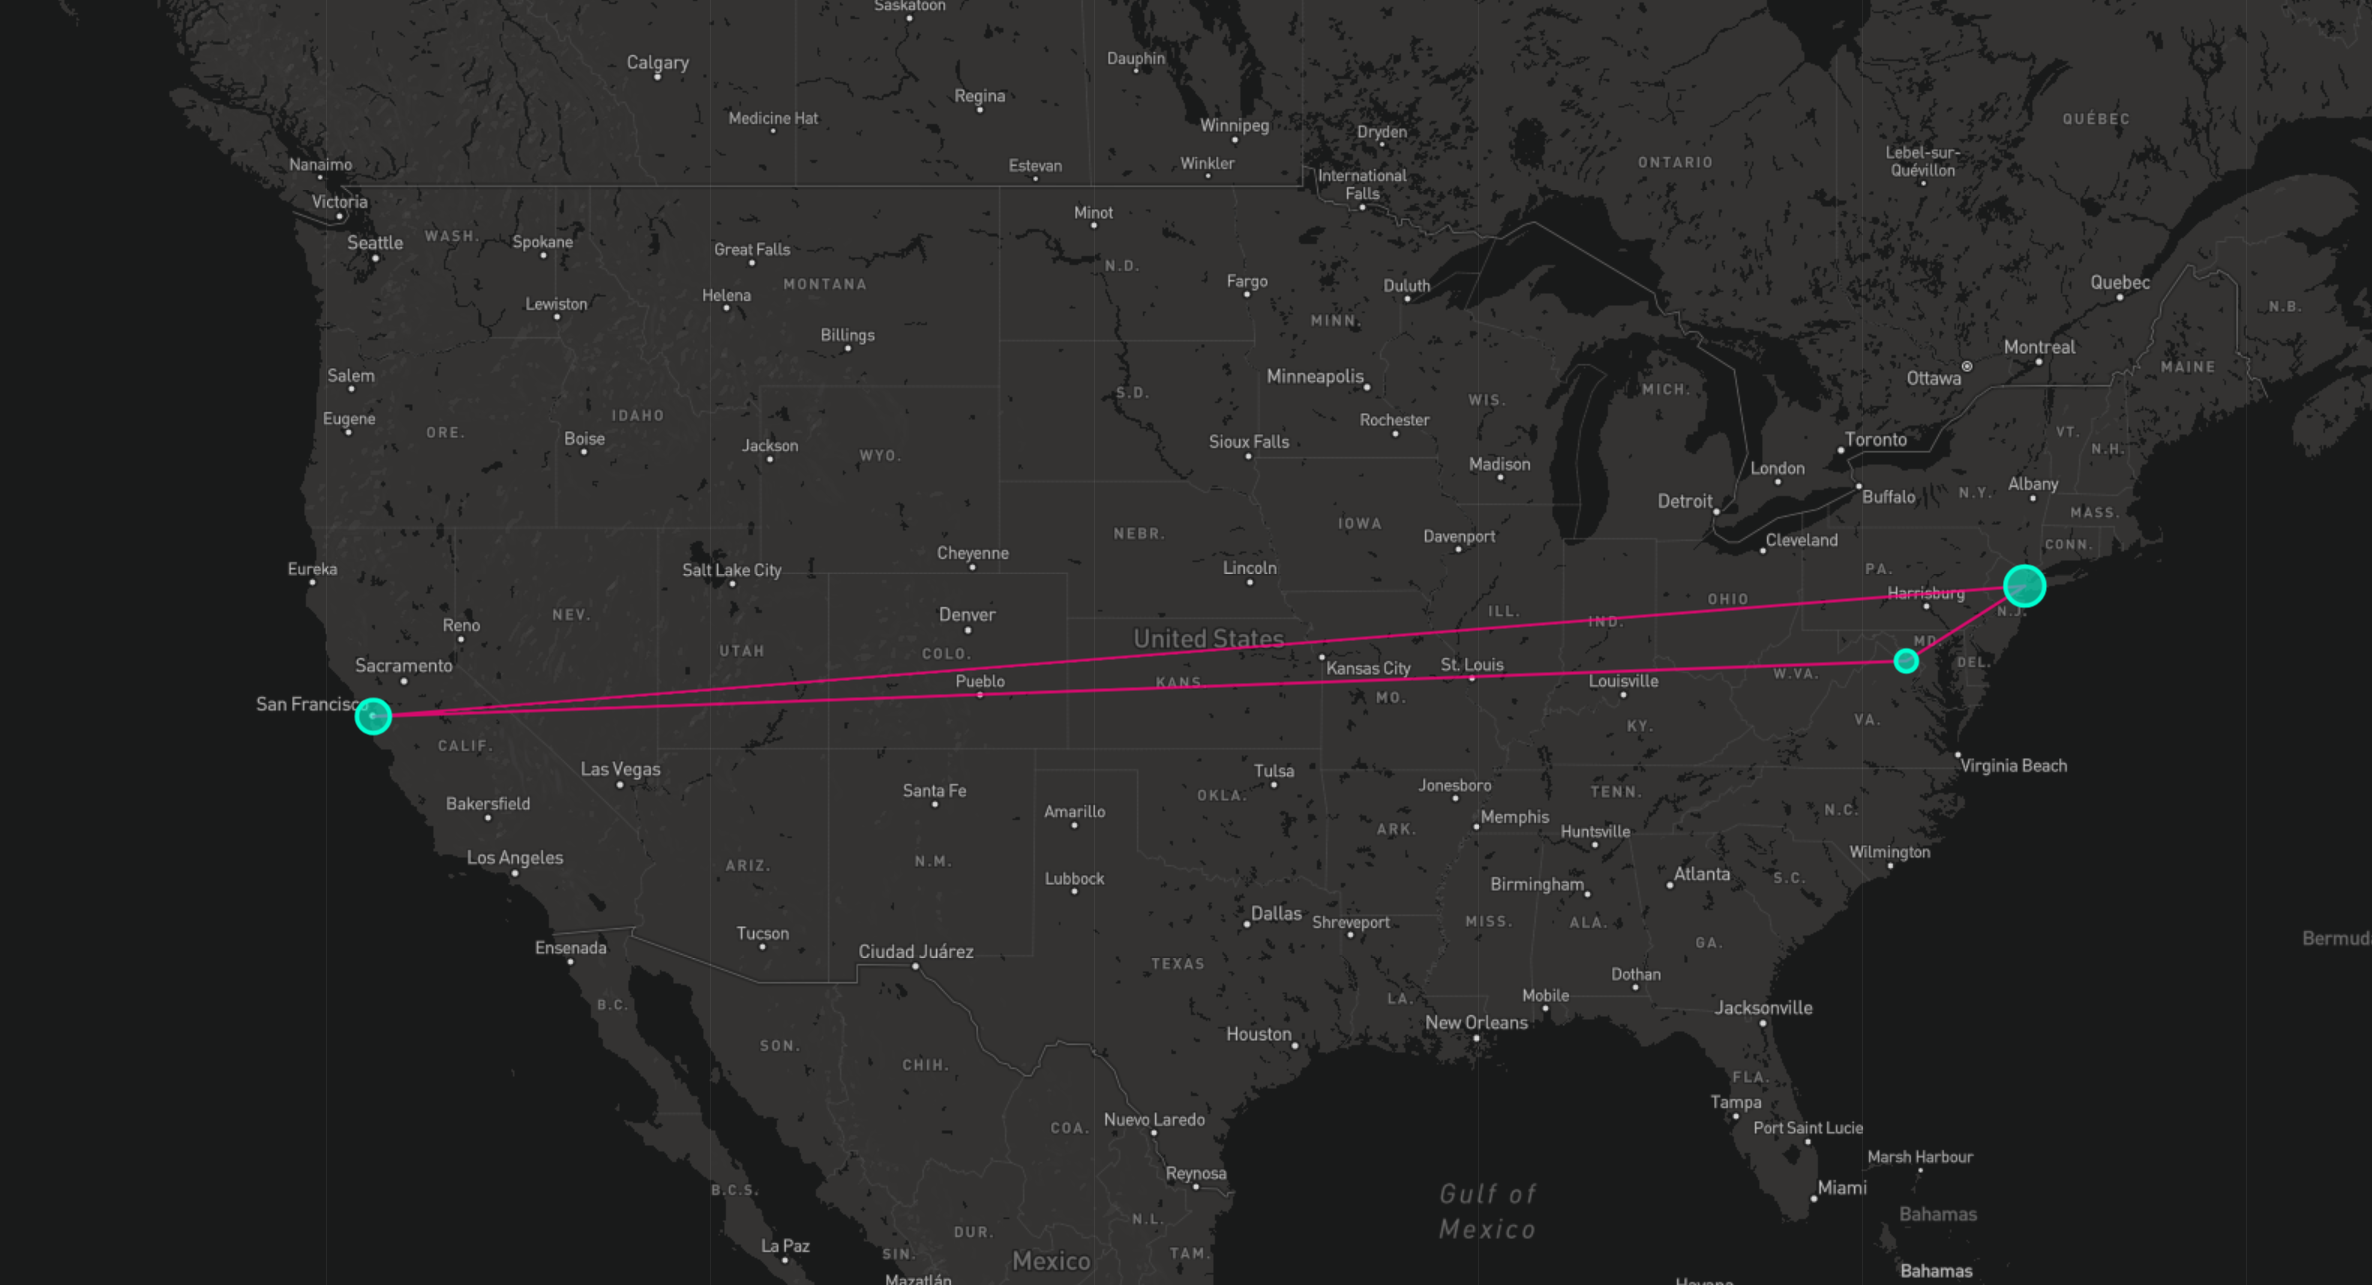 Saskatoon
Calgary
Dauphin
Regina
Medicine Hat
Winnipeg
Dryden
QUÉBEC
Nanaimo
Estevan
Winkler
International
Falls
ONTARIO
Lebel-sur-
Quévillon
Victoria
Minot
Seattle
WASH.
Spokane
Great Falls
N.D.
MONTANA
Fargo
Duluth
Quebec
Lewiston
Helena
MINN.
N.B.
Billings
Montreal
MAINE
Salem
Minneapolis
Ottawa
S.D.
MICH.
WIS.
Eugene
IDAHO
ORE.
Boise
Jackson
WYO.
Rochester
Sioux Falls
Madison
Toronto
VT.
N.H.
London
Detroit
Buffalo
N.Y.
Albany
MASS.
NEBR.
IOWA
Davenport
Cleveland
CONN.
Eureka
Salt Lake City
Cheyenne
Lincoln
PA.
Harrisburg
OHIO
ILL.
IND.
N.J.
NEV.
Denver
Reno
United States
MD.
UTAH
COLO.
Sacramento
Kansas City
St. Louis
DEL.
Pueblo
KANS.
MO.
Louisville
W.VA.
San Francisco
KY.
VA.
CALIF.
Las Vegas
Tulsa
Virginia Beach
Bakersfield
Santa Fe
OKLA.
Jonesboro
TENN.
Amarillo
N.C.
Memphis
ARK.
Huntsville
Los Angeles
ARIZ.
N.M.
Wilmington
Lubbock
Birmingham
Atlanta
S.C.
Dallas
Shreveport
MISS.
ALA.
Tucson
GA.
Ensenada
Ciudad Juárez
TEXAS
Dothan
B.C.
LA.
Mobile
Jacksonville
New Orleans
Houston
SON.
CHIH.
FLA.
Tampa
COA.
Nuevo Laredo
Port Saint Lucie
Marsh Harbour
Reynosa
B.C.S.
Gulf of
Mexico
Miami
Bahamas
N.L.
DUR.
La Paz
SIN.
Mexico
TAM.
Bahamas
Mazatlán